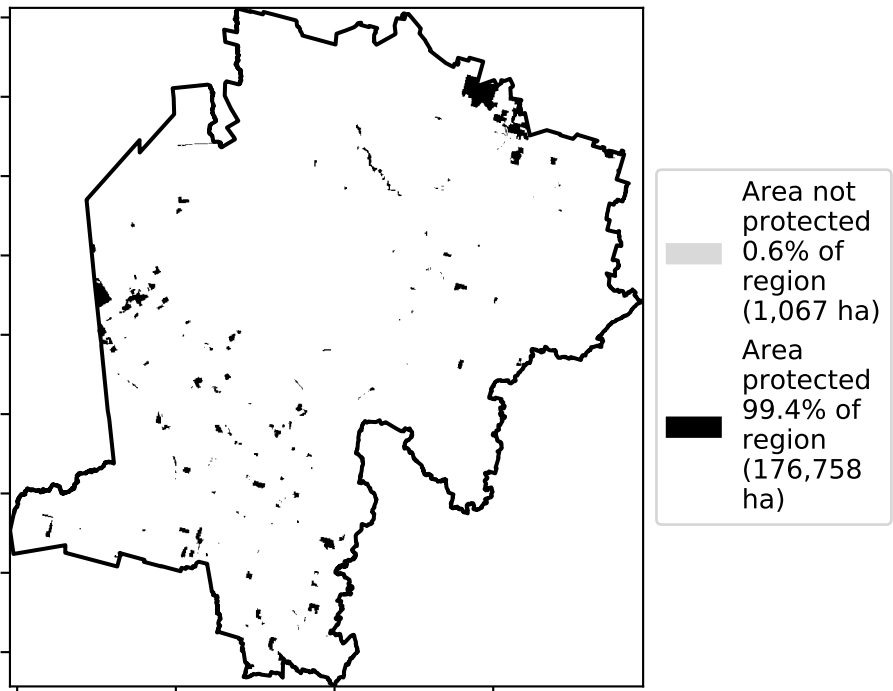 Area not
protected
0.6% of
region
(1,067 ha)
Area
protected
99.4% of
region
(176,758
ha)